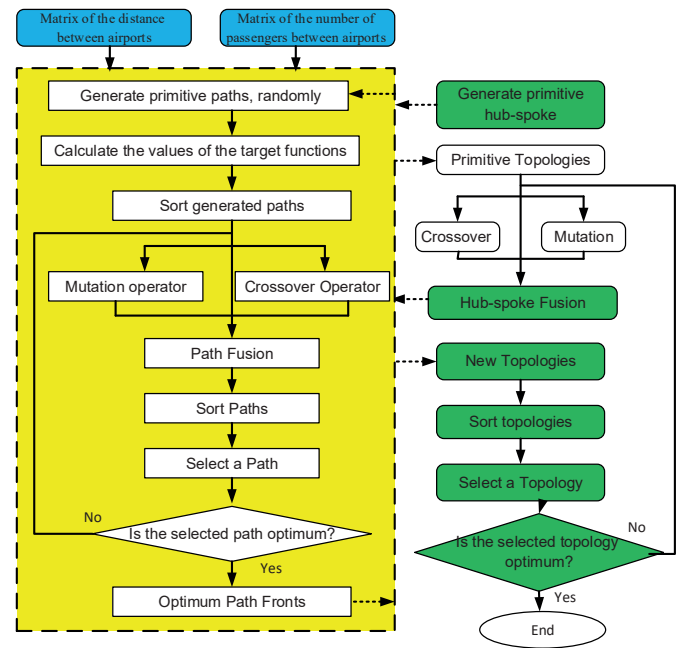 Matrix of the distance
between airports
Matrix of the number of
passengers between airports
Generate primitive paths, randomly
Calculate the values of the target functions
Sort generated paths
Mutation operator
Crossover Operator
Path Fusion
Sort Paths
Select a Path
No
Is the selected path optimum?
Yes
Optimum Path Fronts
Generate primitive
hub-spoke
Primitive Topologies
Crossover
Mutation
Hub-spoke Fusion
New Topologies
Sort topologies
Select a Topology
No
Is the selected topology
optimum?
Yes
End